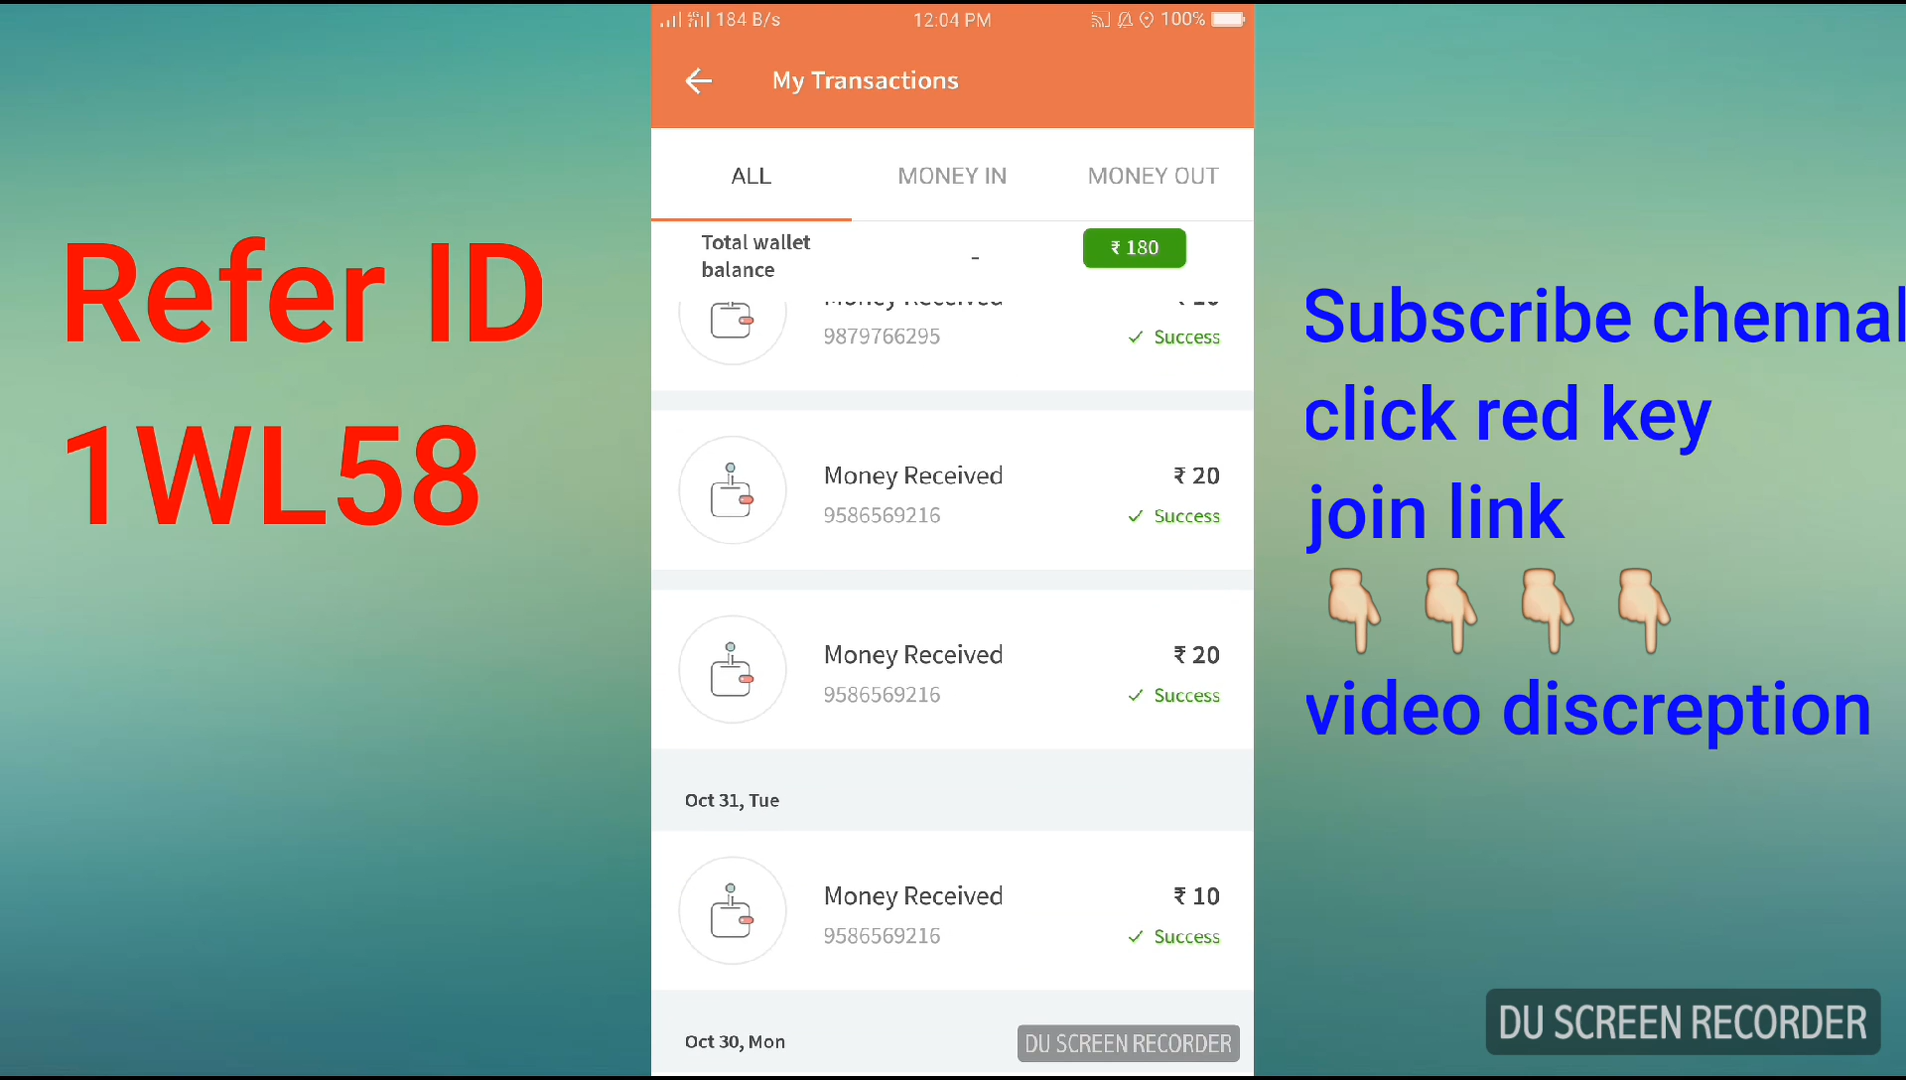 184 B/s 12:04 PM 100%
My Transactions
ALL MONEY IN MONEY OUT
Total wallet
balance
-
₹ 180
Money Received
9879766295 ✓ Success
Money Received ₹ 20
9586569216 ✓ Success
Money Received ₹ 20
9586569216 ✓ Success
Oct 31, Tue
Money Received ₹ 10
9586569216 ✓ Success
Oct 30, Mon
DU SCREEN RECORDER
Refer ID
1WL58
Subscribe chennal
click red key
join link
👇👇👇👇
video discreption
DU SCREEN RECORDER